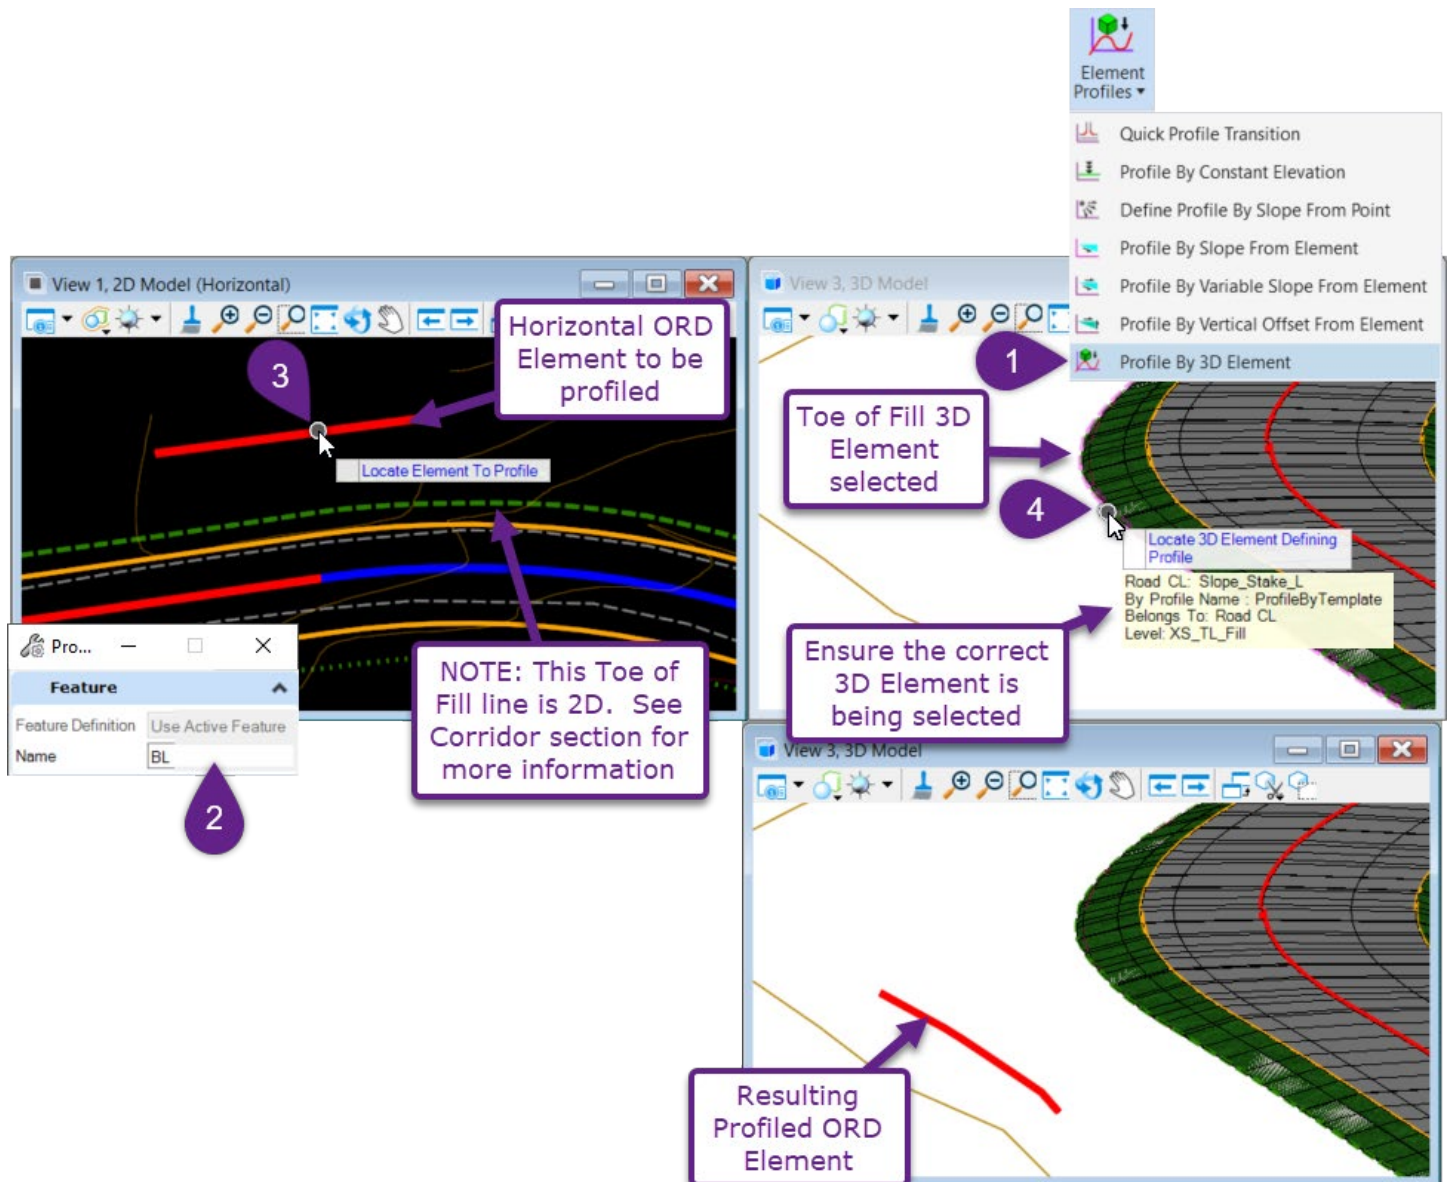 Element
Profiles
Quick Profile Transition
Profile By Constant Elevation
Define Profile By Slope From Point
Profile By Slope From Element
Profile By Variable Slope From Element
Profile By Vertical Offset From Element
Profile By 3D Element
1
View 1, 2D Model (Horizontal)
Horizontal ORD
Element to be
profiled
3
Locate Element To Profile
NOTE: This Toe of
Fill line is 2D. See
Corridor section for
more information
Pro...
Feature
Feature Definition Use Active Feature
Name BL
2
View 3, 3D Model
Toe of Fill 3D
Element
selected
4
Locate 3D Element Defining
Profile
Road CL: Slope_Stake_L
By Profile Name : ProfileByTemplate
Belongs To: Road CL
Level: XS_TL_Fill
Ensure the correct
3D Element is
being selected
View 3, 3D Model
Resulting
Profiled ORD
Element